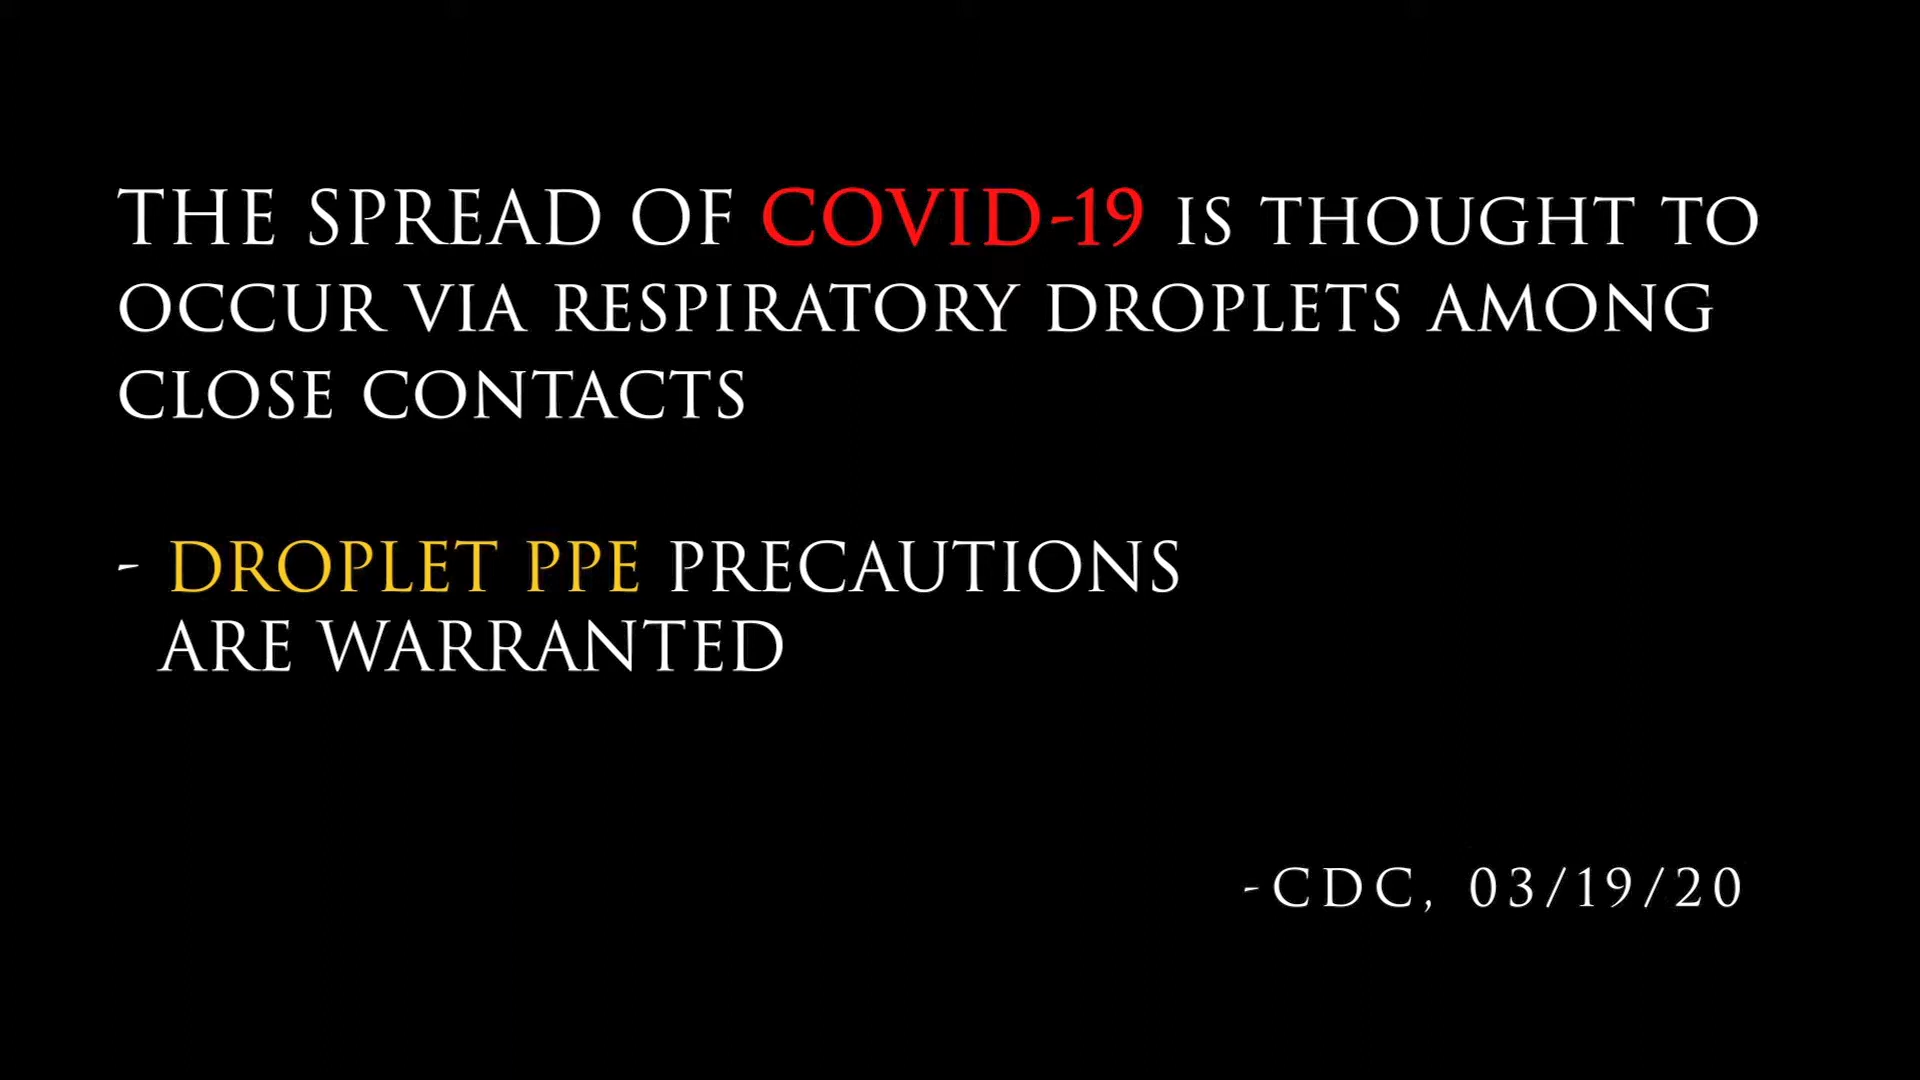 THE SPREAD OF COVID-19 IS THOUGHT TO
OCCUR VIA RESPIRATORY DROPLETS AMONG
CLOSE CONTACTS
- DROPLET PPE PRECAUTIONS
ARE WARRANTED
-CDC, 03/19/20